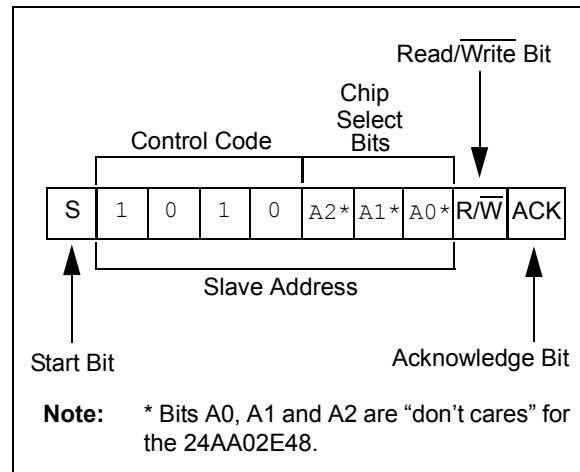 Read/Write Bit
Chip
Select
Bits
Control Code
S 1 0 1 0 A2* A1* A0* R/W ACK
Slave Address
Start Bit
Acknowledge Bit
Note: * Bits A0, A1 and A2 are “don’t cares” for
the 24AA02E48.